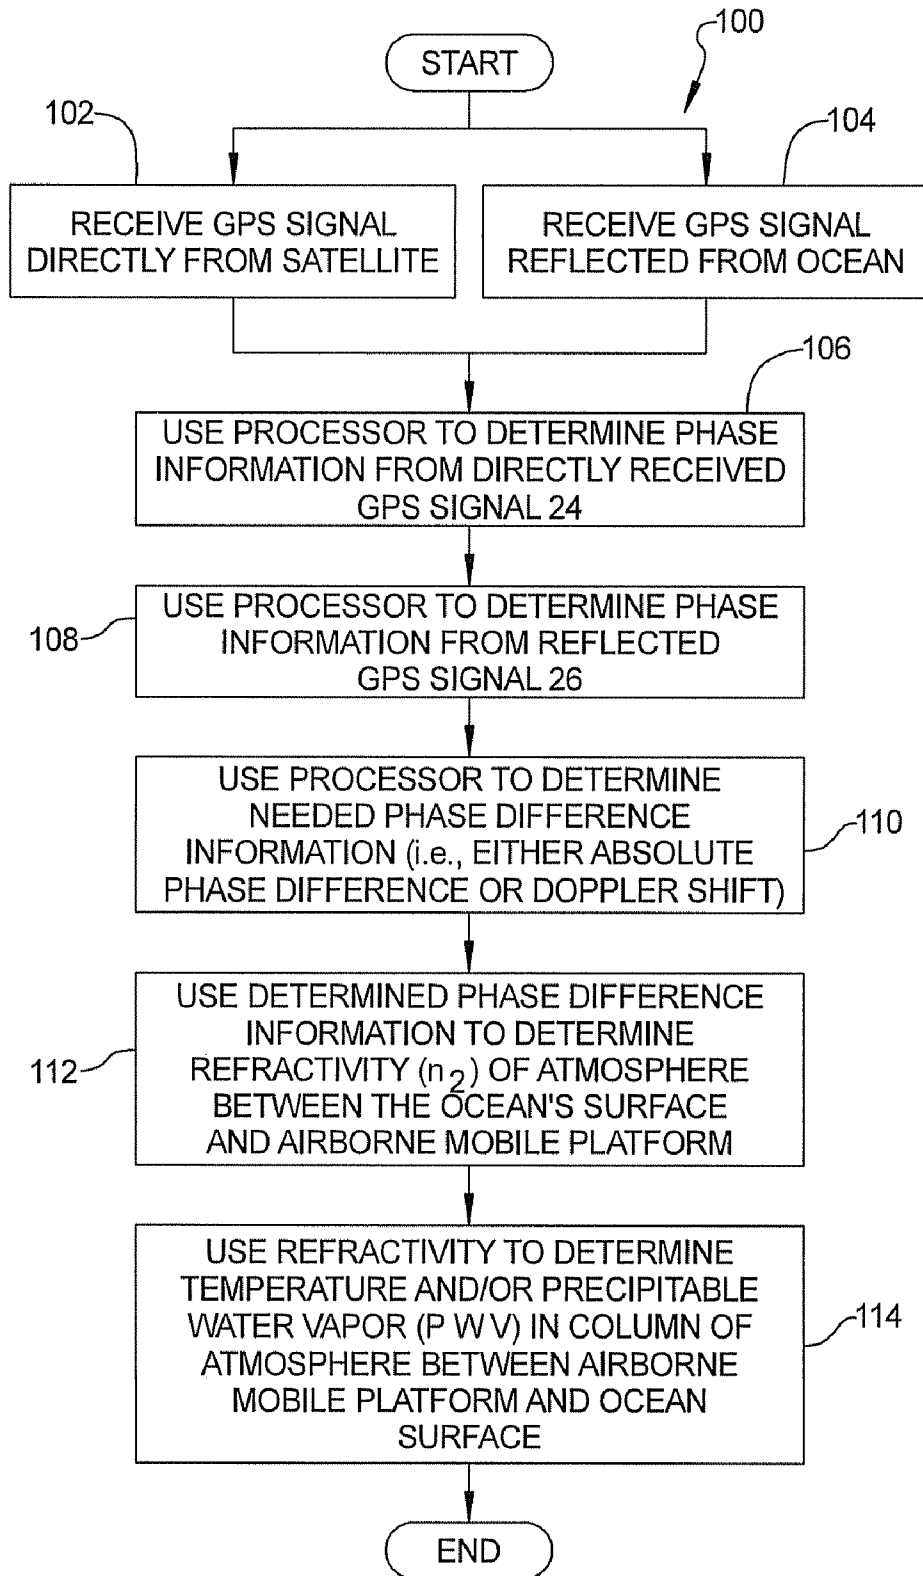 100
START
102
104
RECEIVE GPS SIGNAL
DIRECTLY FROM SATELLITE
RECEIVE GPS SIGNAL
REFLECTED FROM OCEAN
106
USE PROCESSOR TO DETERMINE PHASE
INFORMATION FROM DIRECTLY RECEIVED
GPS SIGNAL 24
108
USE PROCESSOR TO DETERMINE PHASE
INFORMATION FROM REFLECTED
GPS SIGNAL 26
USE PROCESSOR TO DETERMINE
NEEDED PHASE DIFFERENCE
INFORMATION (i.e., EITHER ABSOLUTE
PHASE DIFFERENCE OR DOPPLER SHIFT)
110
USE DETERMINED PHASE DIFFERENCE
INFORMATION TO DETERMINE
REFRACTIVITY (n₂) OF ATMOSPHERE
BETWEEN THE OCEAN'S SURFACE
AND AIRBORNE MOBILE PLATFORM
112
USE REFRACTIVITY TO DETERMINE
TEMPERATURE AND/OR PRECIPITABLE
WATER VAPOR (P W V) IN COLUMN OF
ATMOSPHERE BETWEEN AIRBORNE
MOBILE PLATFORM AND OCEAN
SURFACE
114
END